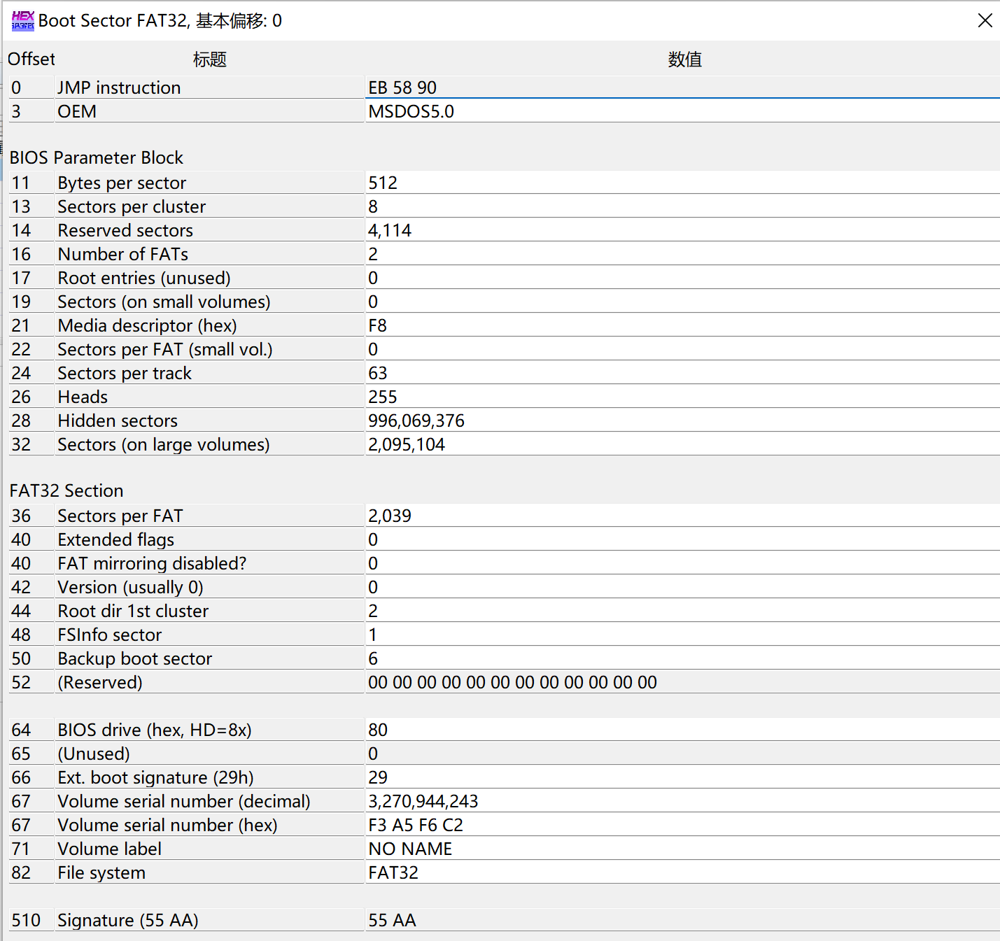 Boot Sector FAT32, 基本偏移: 0
Offset 标题 数值
0 JMP instruction EB 58 90
3 OEM MSDOS5.0
BIOS Parameter Block
11 Bytes per sector 512
13 Sectors per cluster 8
14 Reserved sectors 4,114
16 Number of FATs 2
17 Root entries (unused) 0
19 Sectors (on small volumes) 0
21 Media descriptor (hex) F8
22 Sectors per FAT (small vol.) 0
24 Sectors per track 63
26 Heads 255
28 Hidden sectors 996,069,376
32 Sectors (on large volumes) 2,095,104
FAT32 Section
36 Sectors per FAT 2,039
40 Extended flags 0
40 FAT mirroring disabled? 0
42 Version (usually 0) 0
44 Root dir 1st cluster 2
48 FSInfo sector 1
50 Backup boot sector 6
52 (Reserved) 00 00 00 00 00 00 00 00 00 00 00 00
64 BIOS drive (hex, HD=8x) 80
65 (Unused) 0
66 Ext. boot signature (29h) 29
67 Volume serial number (decimal) 3,270,944,243
67 Volume serial number (hex) F3 A5 F6 C2
71 Volume label NO NAME
82 File system FAT32
510 Signature (55 AA) 55 AA